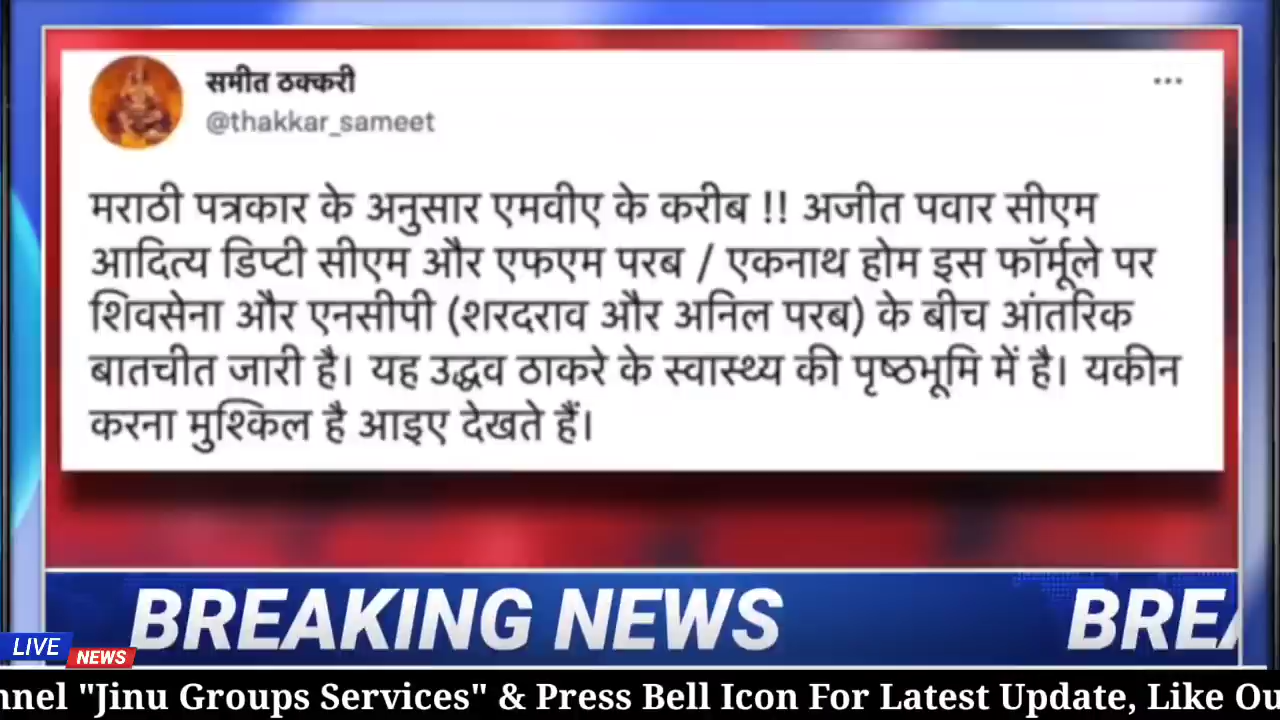 समीत ठक्करी
@thakkar_sameet
मराठी पत्रकार के अनुसार एमवीए के करीब !! अजीत पवार सीएम
आदित्य डिप्टी सीएम और एफएम परब / एकनाथ होम इस फॉर्मूले पर
शिवसेना और एनसीपी (शरदराव और अनिल परब) के बीच आंतरिक
बातचीत जारी है। यह उद्धव ठाकरे के स्वास्थ्य की पृष्ठभूमि में है। यकीन
करना मुश्किल है आइए देखते हैं।
BREAKING NEWS BREA
LIVE
NEWS
nnel "Jinu Groups Services" & Press Bell Icon For Latest Update, Like Ou